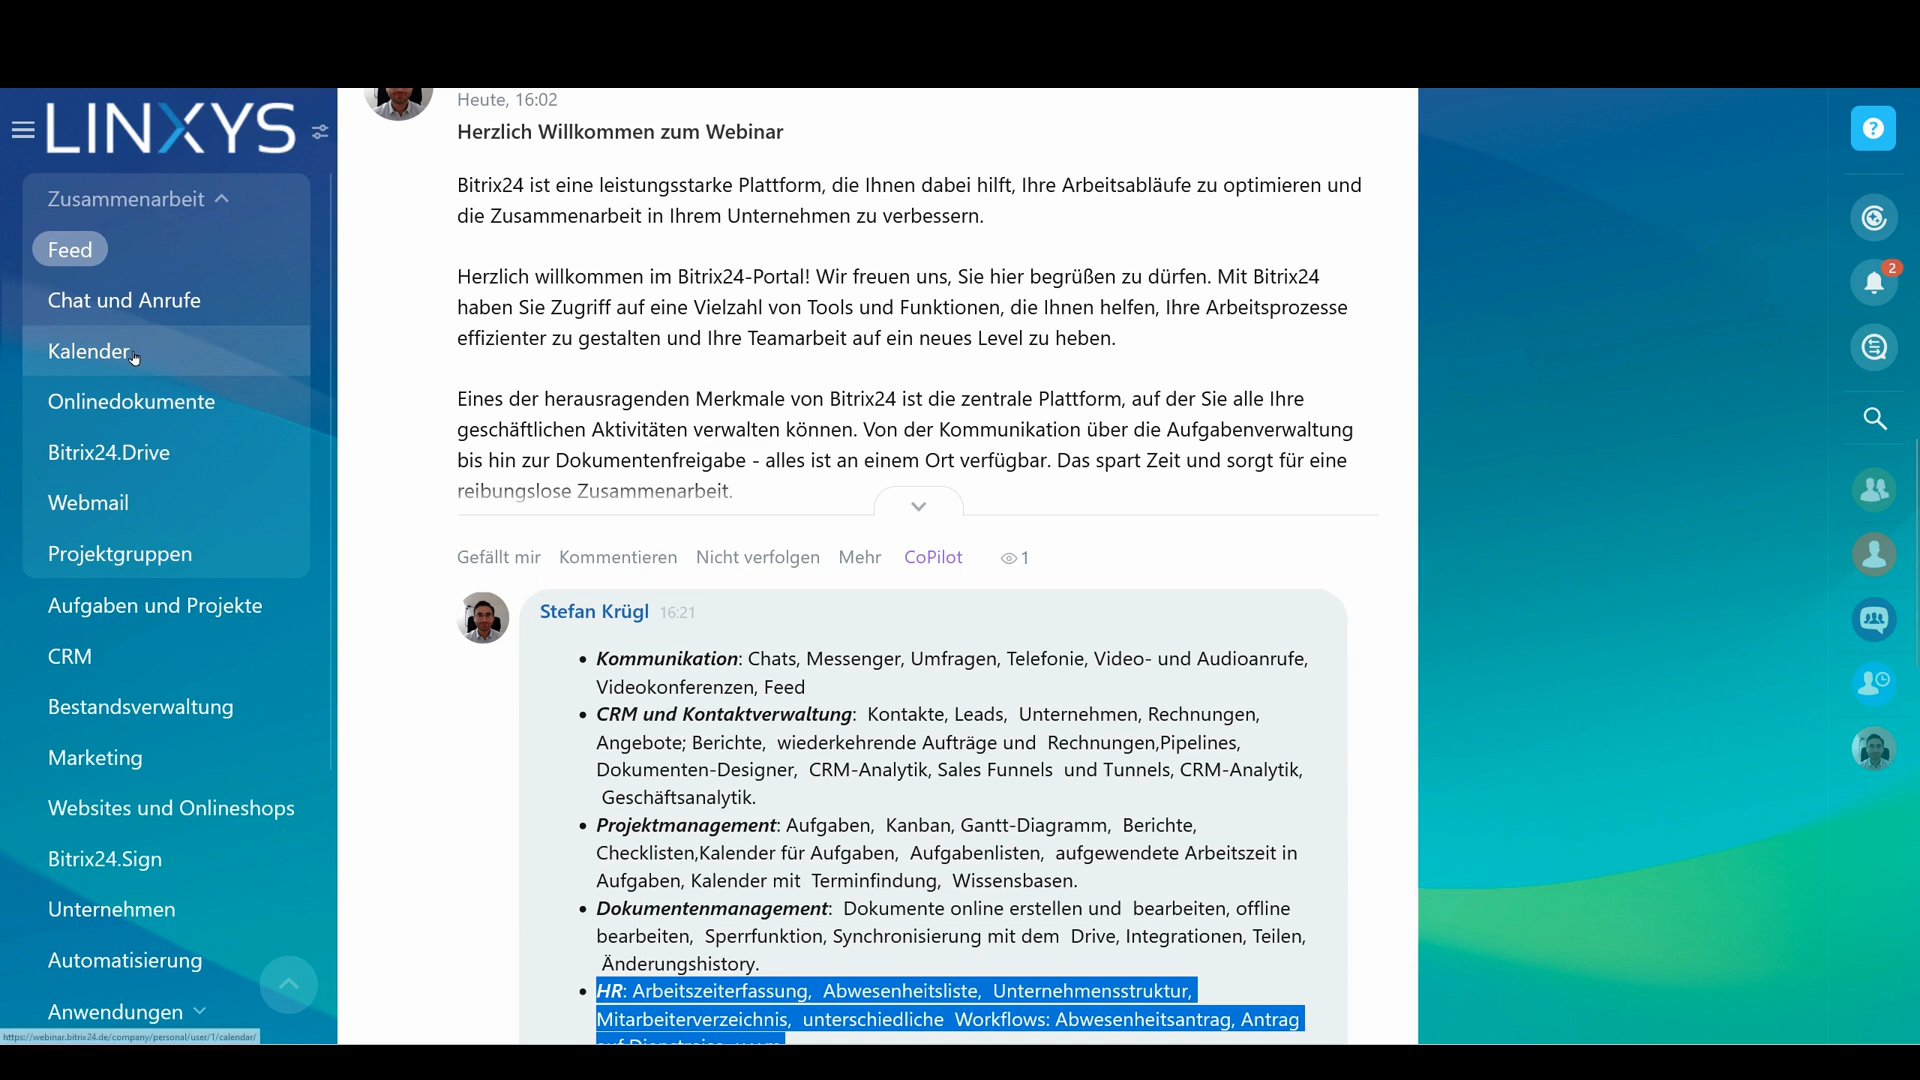 LINXYS
Zusammenarbeit
Feed
Chat und Anrufe
Kalender
Onlinedokumente
Bitrix24.Drive
Webmail
Projektgruppen
Aufgaben und Projekte
CRM
Bestandsverwaltung
Marketing
Websites und Onlineshops
Bitrix24.Sign
Unternehmen
Automatisierung
Anwendungen
https://webinar.bitrix24.de/company/personal/user/1/calendar/
Heute, 16:02
Herzlich Willkommen zum Webinar
Bitrix24 ist eine leistungsstarke Plattform, die Ihnen dabei hilft, Ihre Arbeitsabläufe zu optimieren und
die Zusammenarbeit in Ihrem Unternehmen zu verbessern.
Herzlich willkommen im Bitrix24-Portal! Wir freuen uns, Sie hier begrüßen zu dürfen. Mit Bitrix24
haben Sie Zugriff auf eine Vielzahl von Tools und Funktionen, die Ihnen helfen, Ihre Arbeitsprozesse
effizienter zu gestalten und Ihre Teamarbeit auf ein neues Level zu heben.
Eines der herausragenden Merkmale von Bitrix24 ist die zentrale Plattform, auf der Sie alle Ihre
geschäftlichen Aktivitäten verwalten können. Von der Kommunikation über die Aufgabenverwaltung
bis hin zur Dokumentenfreigabe - alles ist an einem Ort verfügbar. Das spart Zeit und sorgt für eine
reibungslose Zusammenarbeit.
Gefällt mir Kommentieren Nicht verfolgen Mehr CoPilot 1
Stefan Krügl 16:21
• Kommunikation: Chats, Messenger, Umfragen, Telefonie, Video- und Audioanrufe,
Videokonferenzen, Feed
• CRM und Kontaktverwaltung: Kontakte, Leads, Unternehmen, Rechnungen,
Angebote; Berichte, wiederkehrende Aufträge und Rechnungen,Pipelines,
Dokumenten-Designer, CRM-Analytik, Sales Funnels und Tunnels, CRM-Analytik,
Geschäftsanalytik.
• Projektmanagement: Aufgaben, Kanban, Gantt-Diagramm, Berichte,
Checklisten,Kalender für Aufgaben, Aufgabenlisten, aufgewendete Arbeitszeit in
Aufgaben, Kalender mit Terminfindung, Wissensbasen.
• Dokumentenmanagement: Dokumente online erstellen und bearbeiten, offline
bearbeiten, Sperrfunktion, Synchronisierung mit dem Drive, Integrationen, Teilen,
Änderungshistory.
• HR: Arbeitszeiterfassung, Abwesenheitsliste, Unternehmensstruktur,
Mitarbeiterverzeichnis, unterschiedliche Workflows: Abwesenheitsantrag, Antrag
auf Dienstreise
?
2